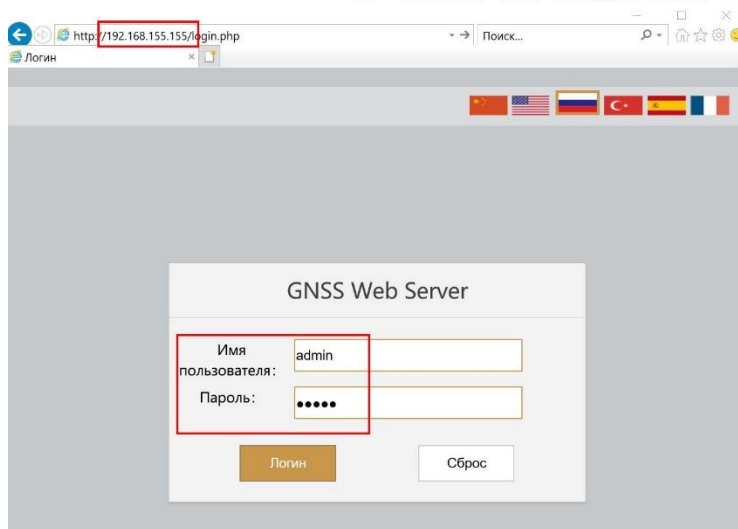 http://192.168.155.155/login.php
Поиск...
Логин
GNSS Web Server
Имя
пользователя:
admin
Пароль:
•••••
Логин
Сброс